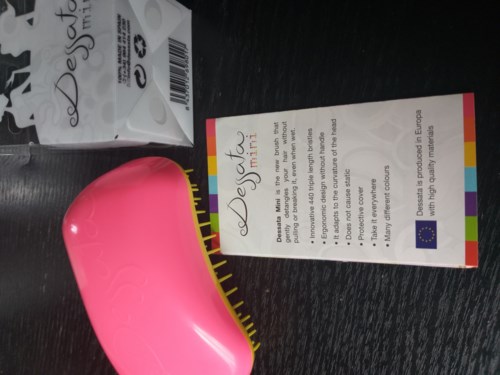 Dessata
mini
Dessata
mini
Dessata Mini is the new brush that
gently detangles your hair without
pulling or breaking it, even when wet.
• Innovative 440 triple length bristles
• Ergonomic design without handle
• It adapts to the curvature of the head
• Does not cause static
• Protective cover
• Take it everywhere
• Many different colours
Dessata is produced in Europa
with high quality materials